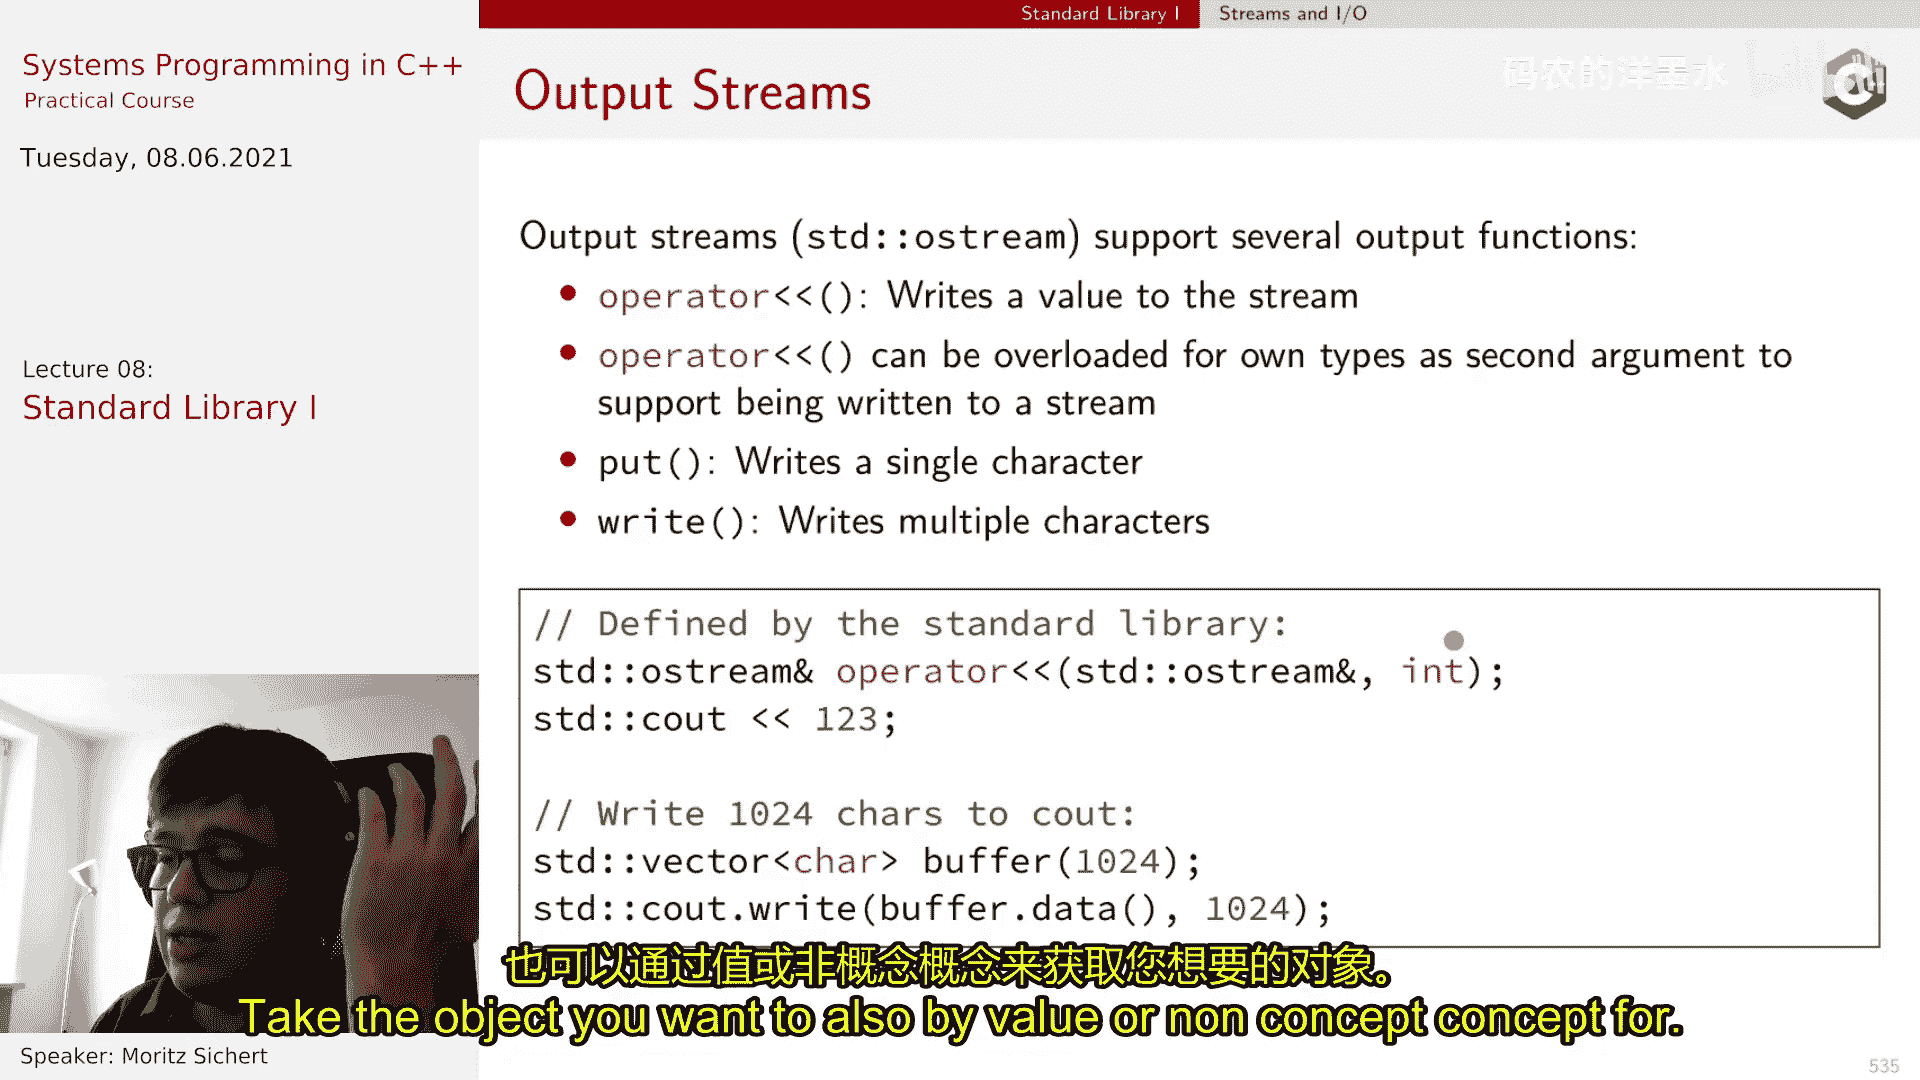 Standard Library I
Streams and I/O
Systems Programming in C++
Practical Course
Tuesday, 08.06.2021
Lecture 08:
Standard Library I
Output Streams
码农的洋墨水
Output streams (std::ostream) support several output functions:
• operator<<(): Writes a value to the stream
• operator<<() can be overloaded for own types as second argument to
support being written to a stream
• put(): Writes a single character
• write(): Writes multiple characters
// Defined by the standard library:
std::ostream& operator<<(std::ostream&, int);
std::cout << 123;
// Write 1024 chars to cout:
std::vector<char> buffer(1024);
std::cout.write(buffer.data(), 1024);
也可以通过值或非概念概念来获取您想要的对象。
Take the object you want to also by value or non concept concept for.
Speaker: Moritz Sichert
535